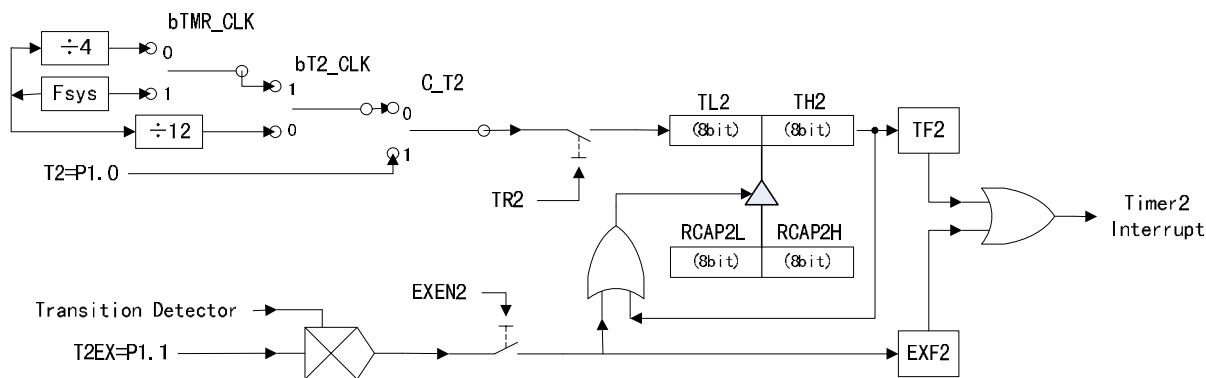 bTMR_CLK
÷4
0
bT2_CLK
Fsys
1
1
C_T2
0
TL2
TH2
÷12
0
(8bit)
(8bit)
TF2
1
T2=P1.0
TR2
Timer2
Interrupt
RCAP2L
RCAP2H
(8bit)
(8bit)
EXEN2
Transition Detector
T2EX=P1.1
EXF2